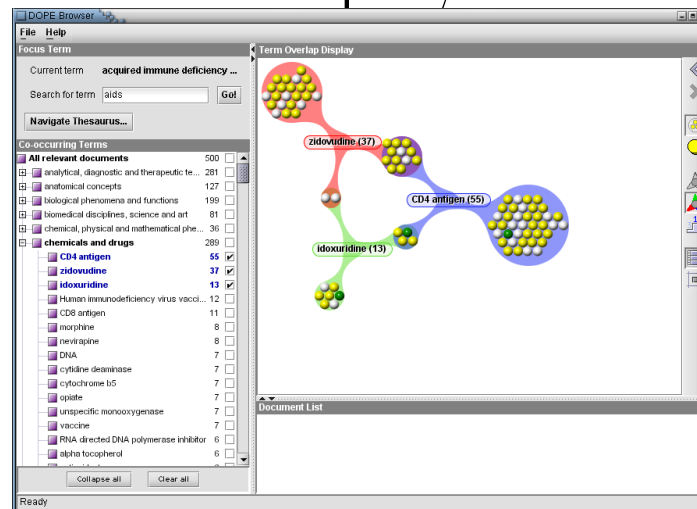 DOPE Browser
File Help
Focus Term
Current term acquired immune deficiency ...
Search for term aids Go!
Navigate Thesaurus...
Co-occurring Terms
All relevant documents 500
analytical, diagnostic and therapeutic te... 281
anatomical concepts 127
biological phenomena and functions 199
biomedical disciplines, science and art 81
chemical, physical and mathematical phe... 36
chemicals and drugs 289
CD4 antigen 55
zidovudine 37
idoxuridine 13
Human immunodeficiency virus vacci... 12
CD8 antigen 11
morphine 8
nevirapine 8
DNA 7
cytidine deaminase 7
cytochrome b5 7
opiate 7
unspecific monooxygenase 7
vaccine 7
RNA directed DNA polymerase inhibitor 6
alpha tocopherol 6
Collapse all Clear all
Ready
Term Overlap Display
zidovudine (37)
CD4 antigen (55)
idoxuridine (13)
Document List